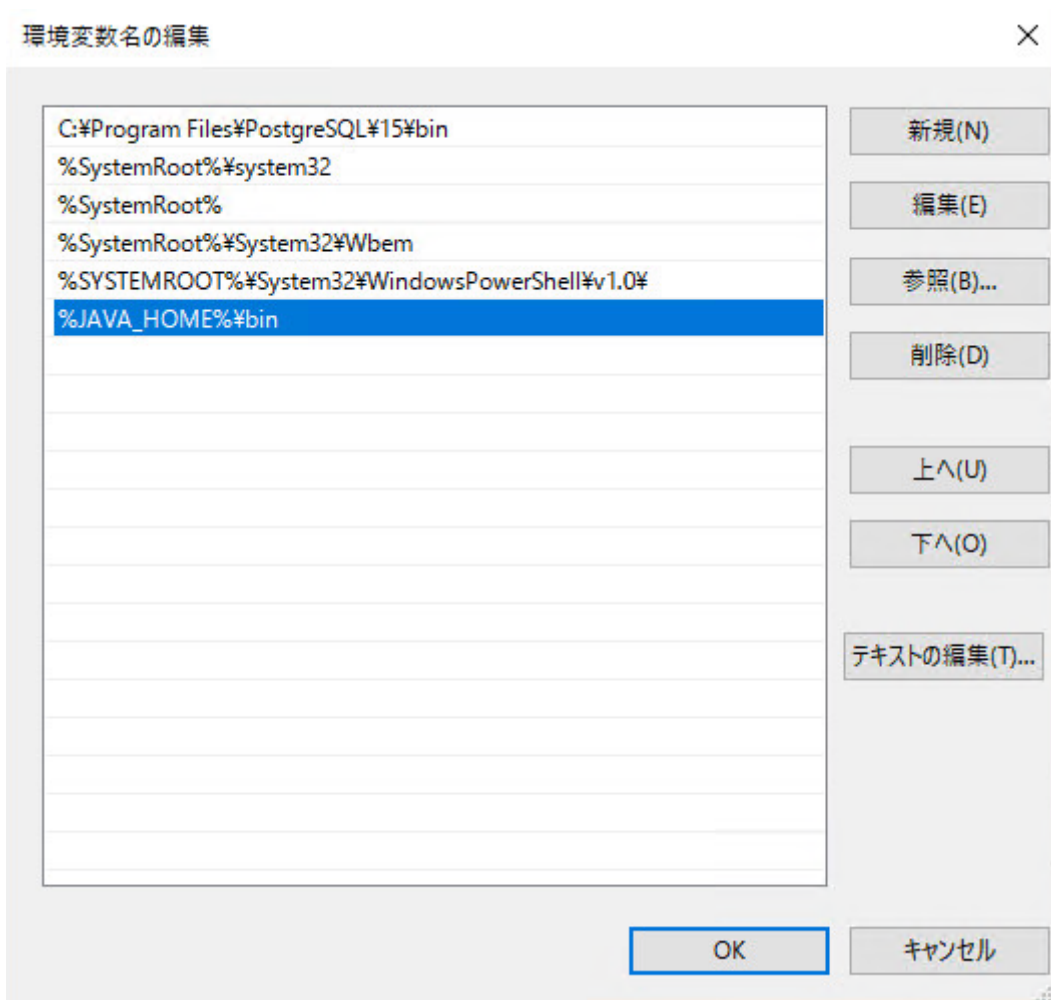 環境変数名の編集
C:¥Program Files¥PostgreSQL¥15¥bin
%SystemRoot%¥system32
%SystemRoot%
%SystemRoot%¥System32¥Wbem
%SYSTEMROOT%¥System32¥WindowsPowerShell¥v1.0¥
%JAVA_HOME%¥bin
新規(N)
編集(E)
参照(B)...
削除(D)
上へ(U)
下へ(O)
テキストの編集(T)...
OK
キャンセル